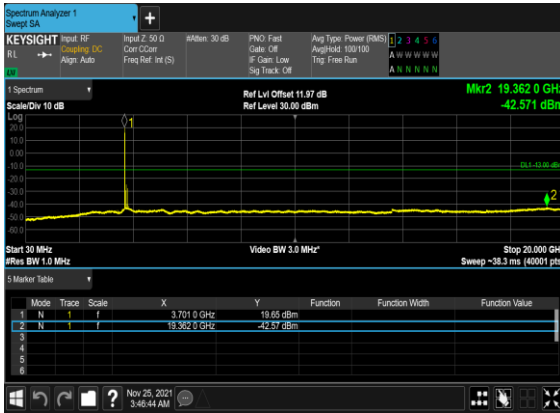 Spectrum Analyzer 1
Swept SA
+
KEYSIGHT Input: RF Input Z: 50 Ω #Atten: 30 dB PNO: Fast Avg Type: Power (RMS) 1 2 3 4 5 6
RL Coupling: DC Corr CCorr Gate: Off Avg|Hold: 100/100 A W W W W W
Align: Auto Freq Ref: Int (S) IF Gain: Low Trig: Free Run
Sig Track: Off A N N N N N
1 Spectrum Ref Lvl Offset 11.97 dB Mkr2 19.362 0 GHz
Scale/Div 10 dB Ref Level 30.00 dBm -42.571 dBm
Log
20.0
10.0
0.00
-10.0
-20.0
-30.0
-40.0
-50.0
-60.0
1
DL1 -13.00 dBm
2
Start 30 MHz Video BW 3.0 MHz* Stop 20.000 GHz
#Res BW 1.0 MHz Sweep ~38.3 ms (40001 pts)
5 Marker Table
Mode Trace Scale X Y Function Function Width Function Value
1 N 1 f 3.701 0 GHz 19.65 dBm
2 N 1 f 19.362 0 GHz -42.57 dBm
3
4
5
6
? Nov 25, 2021
3:46:44 AM